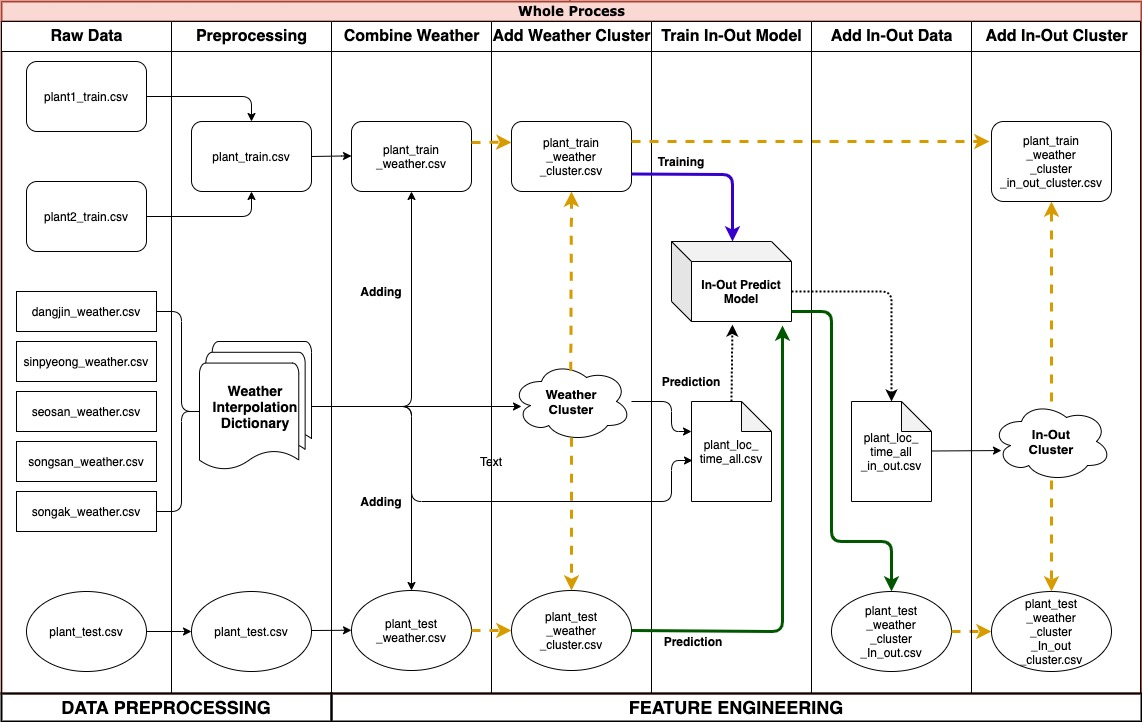 Whole Process
Raw Data
Preprocessing
Combine Weather
Add Weather Cluster
Train In-Out Model
Add In-Out Data
Add In-Out Cluster
plant1_train.csv
plant2_train.csv
dangjin_weather.csv
sinpyeong_weather.csv
seosan_weather.csv
songsan_weather.csv
songak_weather.csv
plant_test.csv
plant_train.csv
Weather
Interpolation
Dictionary
plant_test.csv
plant_train
_weather.csv
Adding
Adding
plant_test
_weather.csv
Text
plant_train
_weather
_cluster.csv
Weather
Cluster
plant_test
_weather
_cluster.csv
Training
In-Out Predict
Model
Prediction
plant_loc_
time_all.csv
Prediction
plant_loc_
time_all
_in_out.csv
plant_test
_weather
_cluster
_In_out.csv
plant_train
_weather
_cluster
_in_out_cluster.csv
In-Out
Cluster
plant_test
_weather
_cluster
_In_out
_cluster.csv
DATA PREPROCESSING
FEATURE ENGINEERING